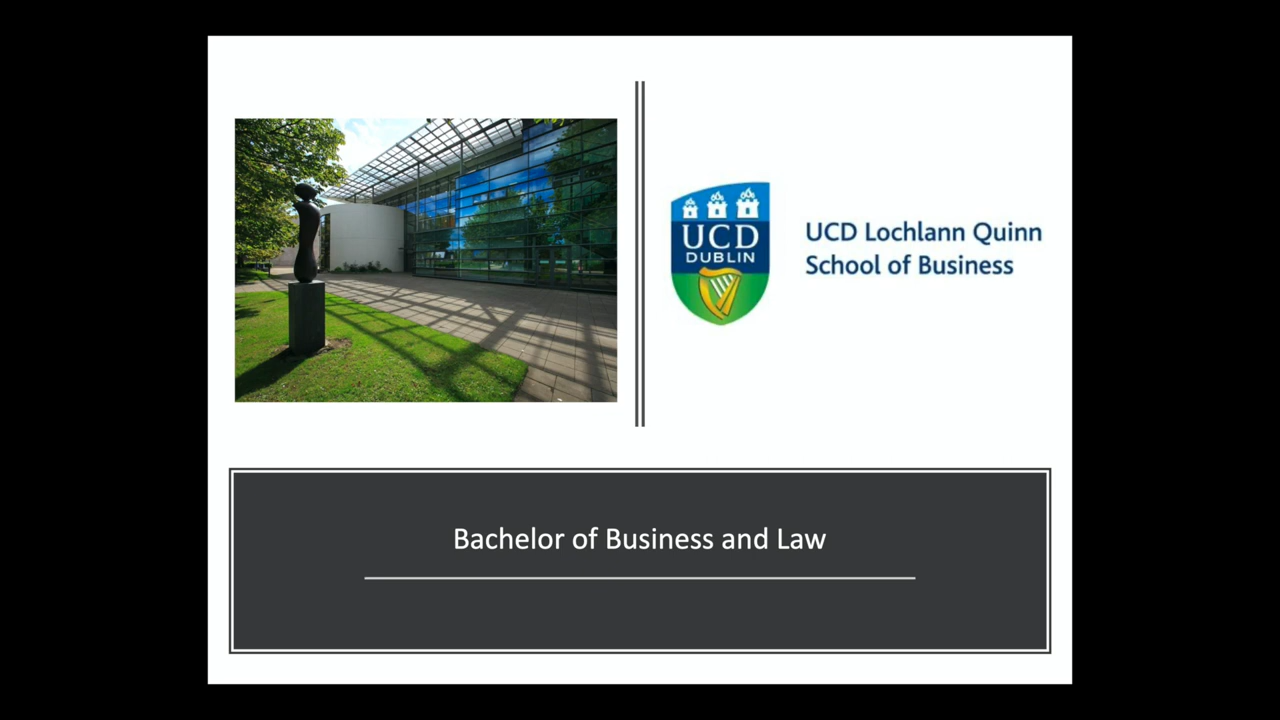 UCD
DUBLIN
UCD Lochlann Quinn
School of Business
Bachelor of Business and Law